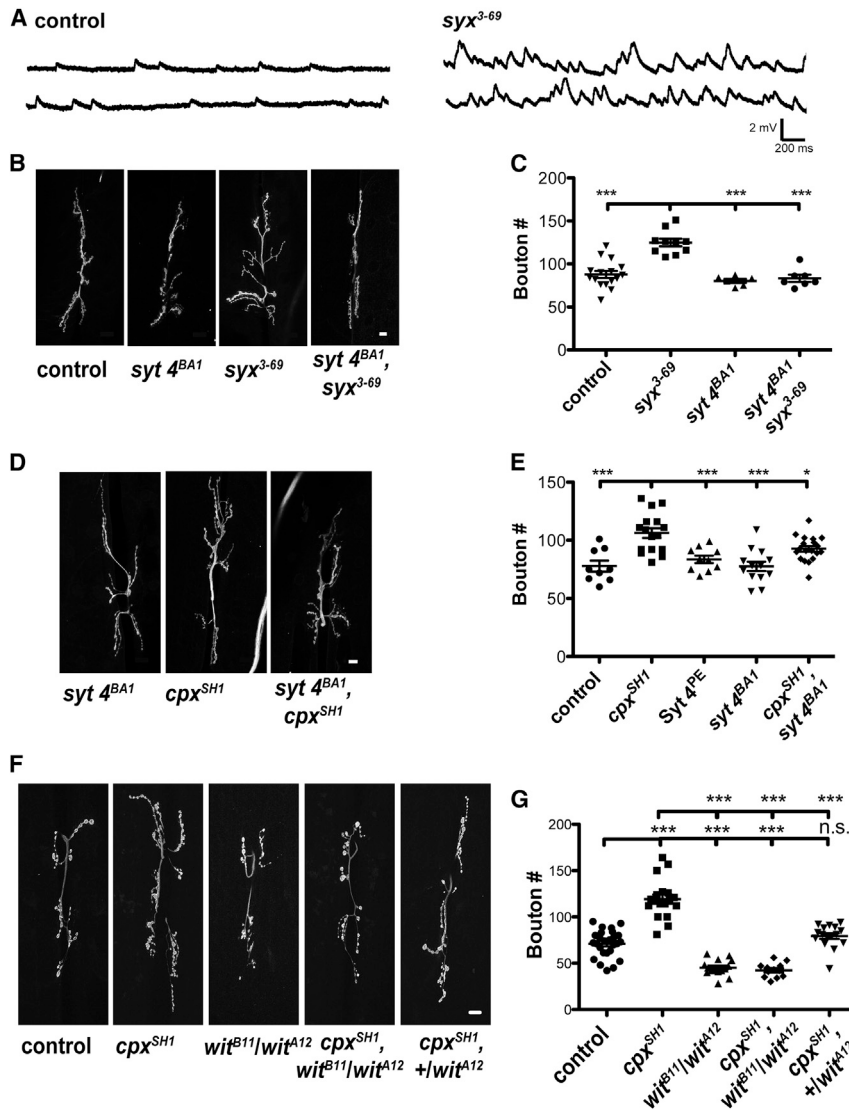 A control syx3-69
2 mV
200 ms
B
control syt 4BA1 syx3-69 syt 4BA1, syx3-69
C
Bouton #
200
150
100
50
0
*** *** ***
control syx3-69 syt 4BA1 syt 4BA1 syx3-69
D
syt 4BA1 cpxSH1 syt 4BA1, cpxSH1
E
Bouton #
150
100
50
0
*** *** *** *
control cpxSH1 Syt 4PE syt 4BA1 cpxSH1, syt 4BA1
F
control cpxSH1 witB11/witA12 cpxSH1, witB11/witA12 cpxSH1, +/witA12
G
Bouton #
200
150
100
50
0
*** *** ***
*** *** *** n.s.
control cpxSH1 witB11/witA12 cpxSH1, witB11/witA12 cpxSH1, +/witA12